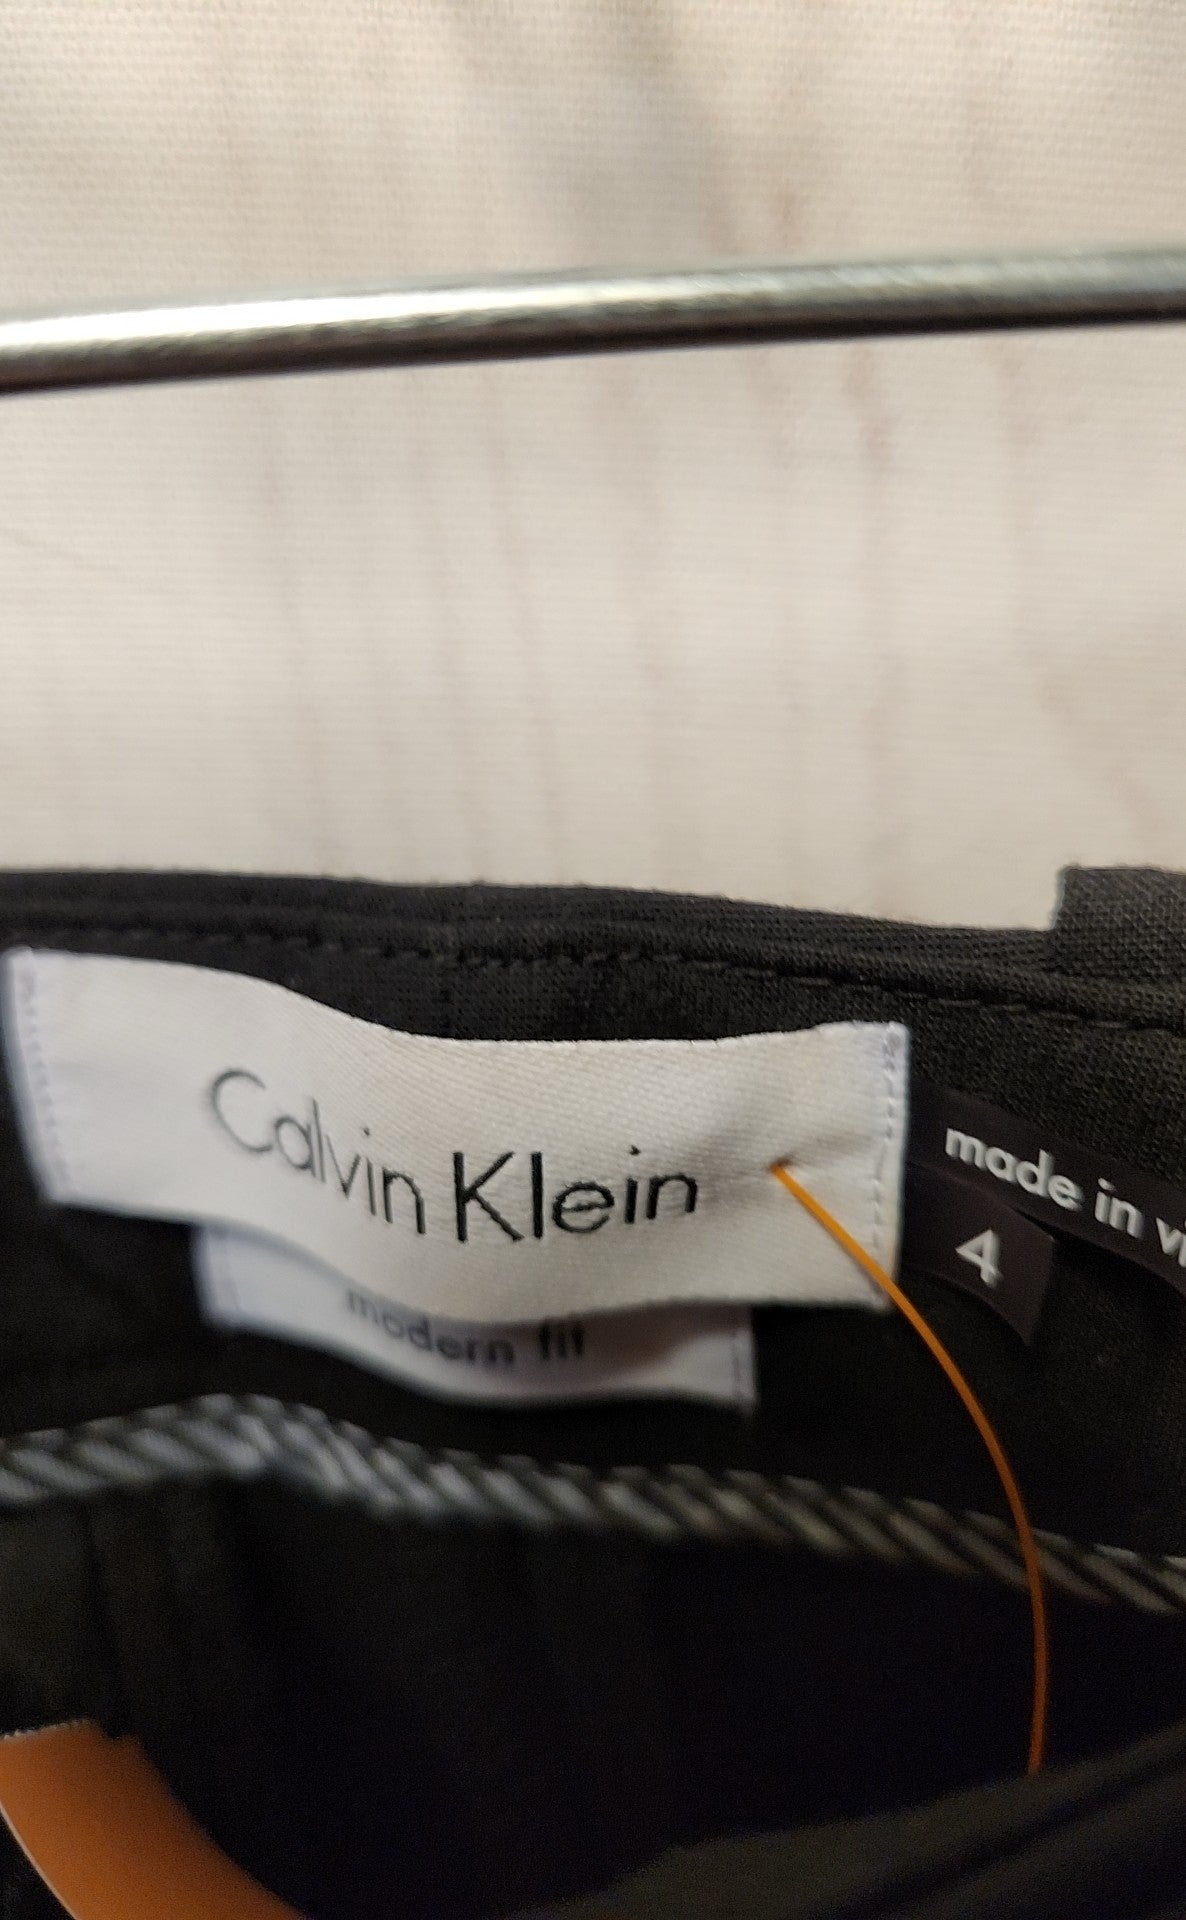 Calvin Klein
modern fit
made in vi
4